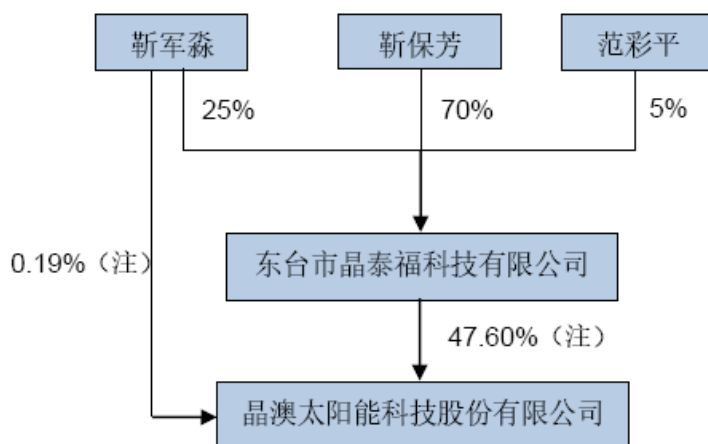 靳军淼
靳保芳
范彩平
25%
70%
5%
东台市晶泰福科技有限公司
0.19%（注）
47.60%（注）
晶澳太阳能科技股份有限公司